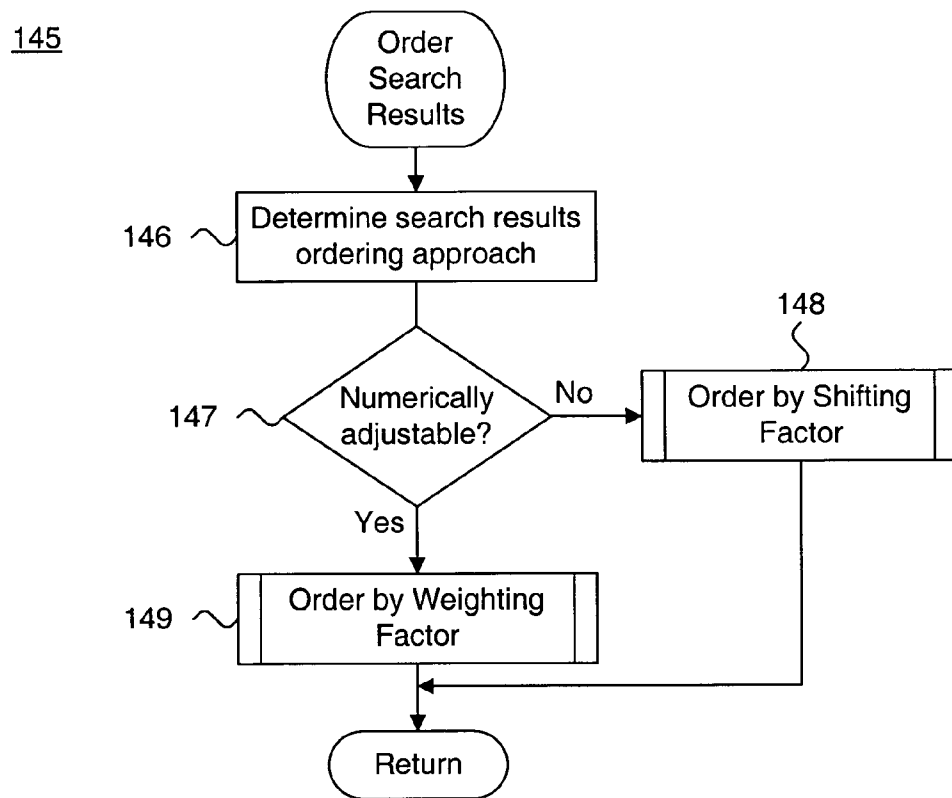 145
Order
Search
Results
146
Determine search results
ordering approach
147
Numerically
adjustable?
No
148
Order by Shifting
Factor
Yes
149
Order by Weighting
Factor
Return